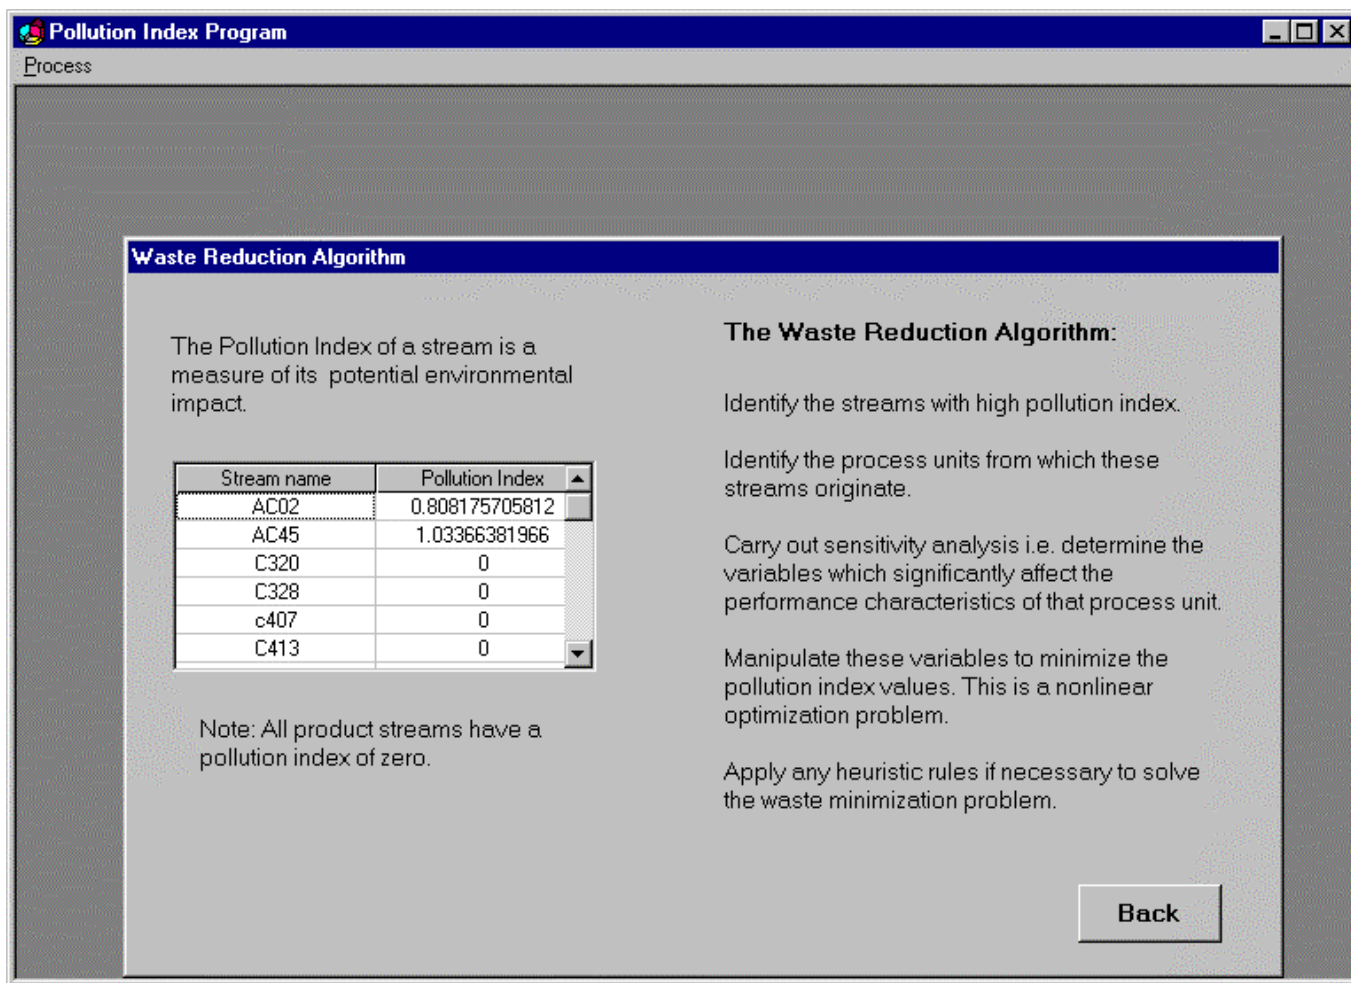 Pollution Index Program
Process
Waste Reduction Algorithm
The Pollution Index of a stream is a
measure of its potential environmental
impact.
Stream name Pollution Index
AC02 0.808175705812
AC45 1.03366381966
C320 0
C328 0
c407 0
C413 0
Note: All product streams have a
pollution index of zero.
The Waste Reduction Algorithm:
Identify the streams with high pollution index.
Identify the process units from which these
streams originate.
Carry out sensitivity analysis i.e. determine the
variables which significantly affect the
performance characteristics of that process unit.
Manipulate these variables to minimize the
pollution index values. This is a nonlinear
optimization problem.
Apply any heuristic rules if necessary to solve
the waste minimization problem.
Back